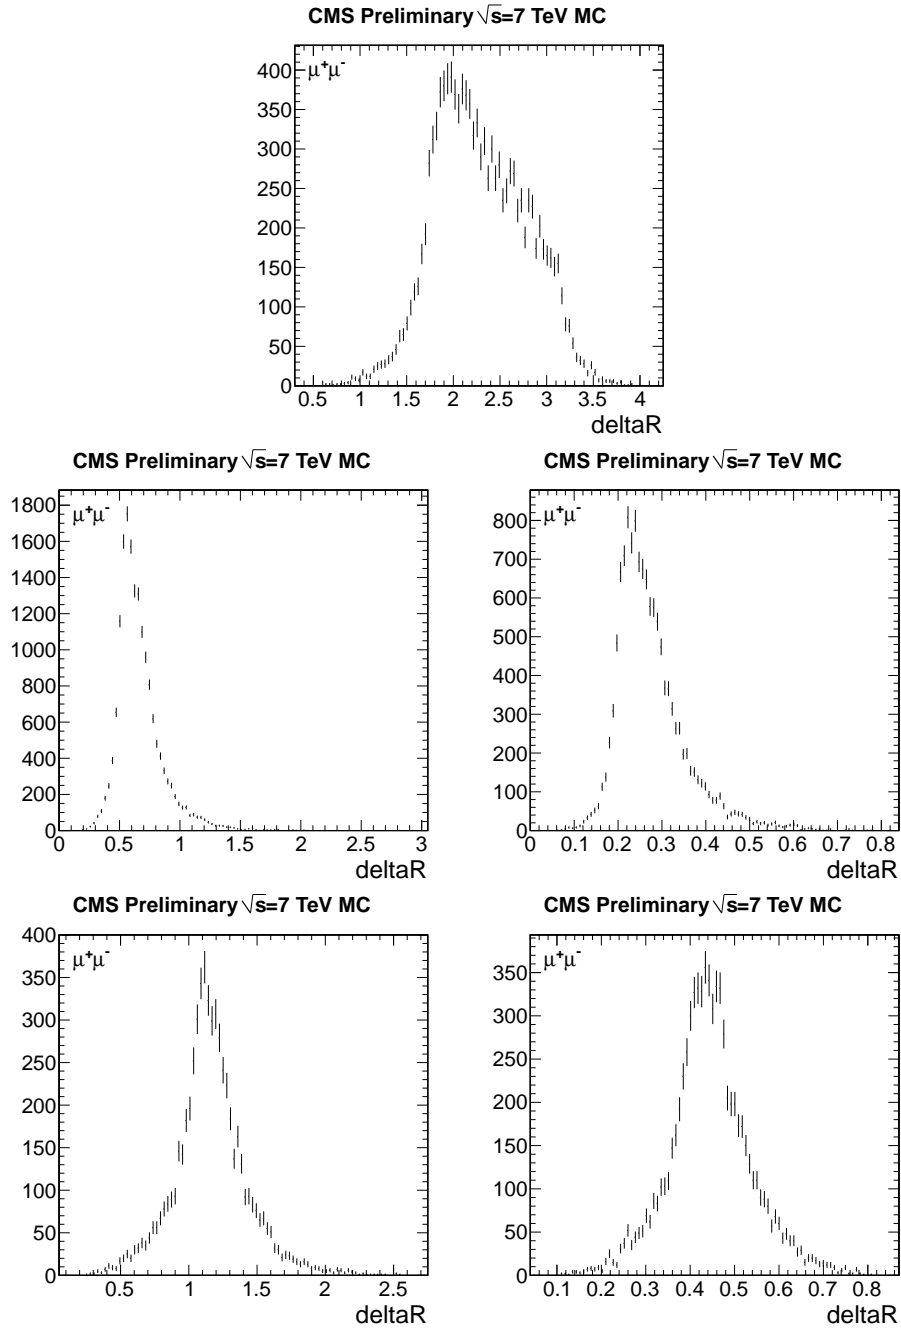 CMS Preliminary √s=7 TeV MC
μ⁺μ⁻
400
350
300
250
200
150
100
50
0
0.5 1 1.5 2 2.5 3 3.5 4
deltaR
CMS Preliminary √s=7 TeV MC
μ⁺μ⁻
1800
1600
1400
1200
1000
800
600
400
200
0
0 0.5 1 1.5 2 2.5 3
deltaR
CMS Preliminary √s=7 TeV MC
μ⁺μ⁻
800
700
600
500
400
300
200
100
0
0 0.1 0.2 0.3 0.4 0.5 0.6 0.7 0.8
deltaR
CMS Preliminary √s=7 TeV MC
μ⁺μ⁻
400
350
300
250
200
150
100
50
0
0.5 1 1.5 2 2.5
deltaR
CMS Preliminary √s=7 TeV MC
μ⁺μ⁻
350
300
250
200
150
100
50
0
0.1 0.2 0.3 0.4 0.5 0.6 0.7 0.8
deltaR